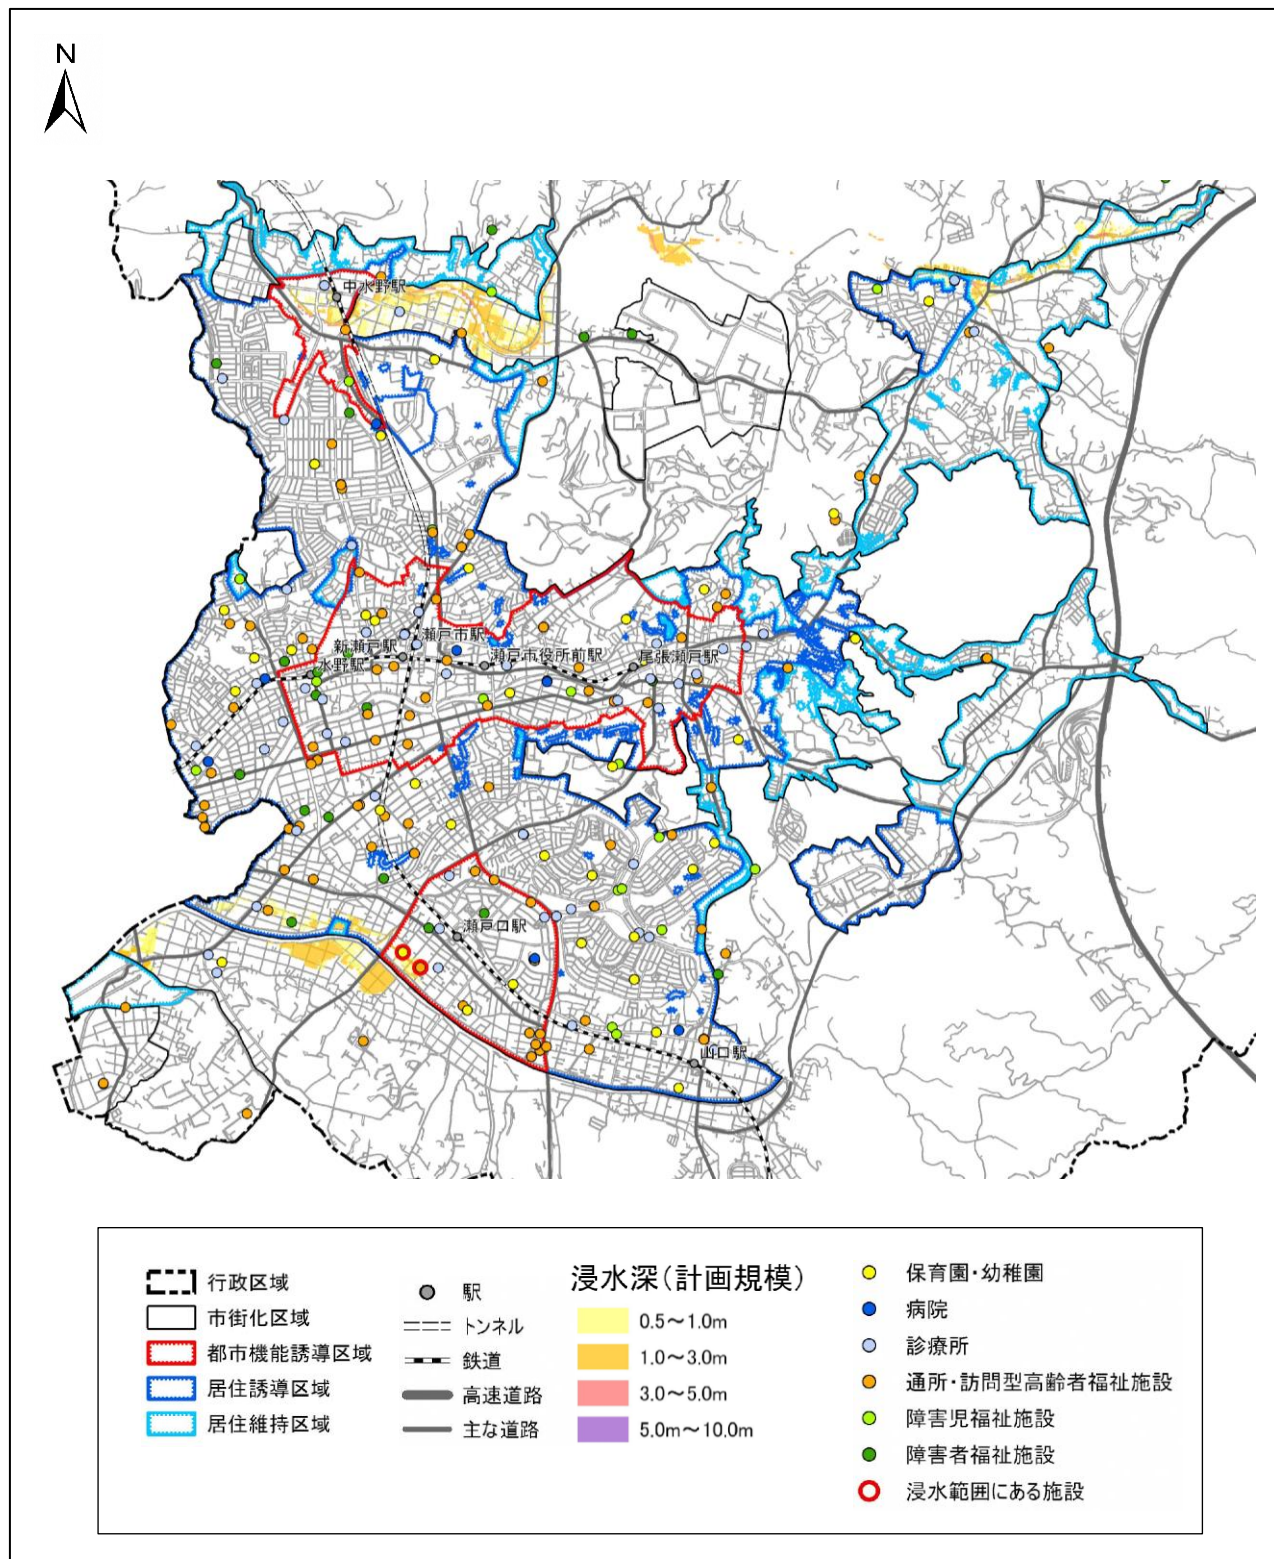 N
中水野駅
新瀬戸駅
瀬戸市駅
水野駅
瀬戸市役所前駅
尾張瀬戸駅
瀬戸口駅
山口駅
行政区域
市街化区域
都市機能誘導区域
居住誘導区域
居住維持区域
駅
トンネル
鉄道
高速道路
主な道路
浸水深(計画規模)
0.5～1.0m
1.0～3.0m
3.0～5.0m
5.0m～10.0m
保育園・幼稚園
病院
診療所
通所・訪問型高齢者福祉施設
障害児福祉施設
障害者福祉施設
浸水範囲にある施設